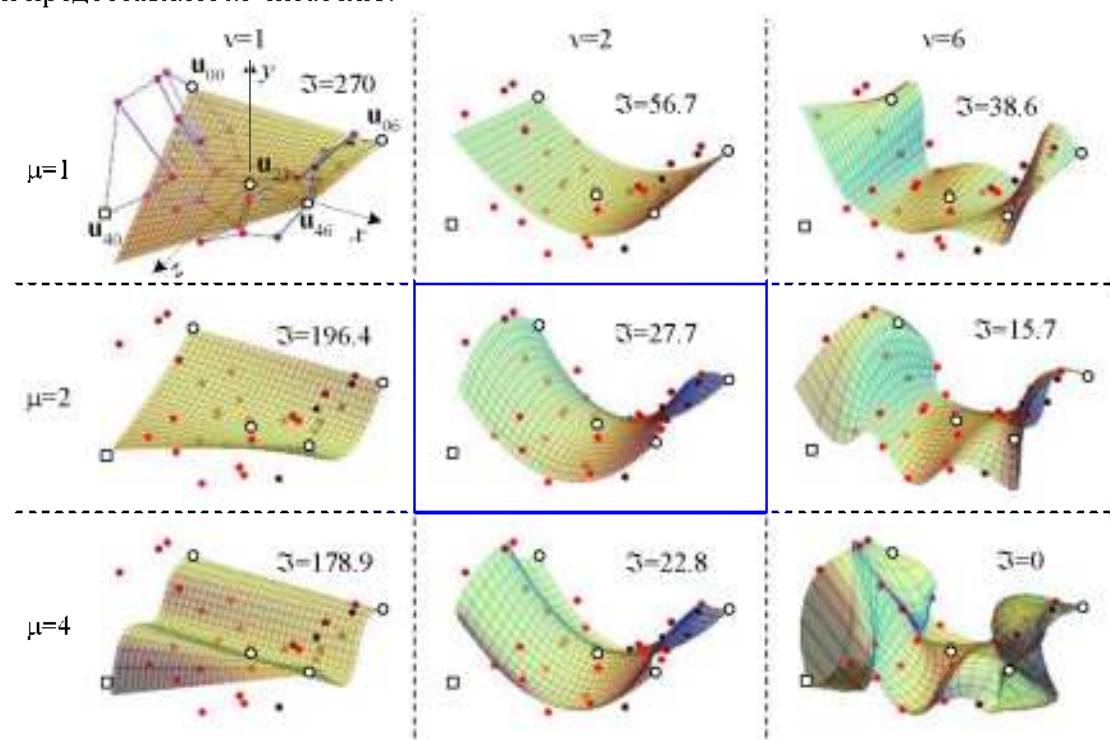 ν=1 ν=2 ν=6
u₀₀ y ℑ=270 u₀₆ ℑ=56.7 ℑ=38.6
μ=1 u₂₃
u₄₀ u₄₆ x
z
μ=2 ℑ=196.4 ℑ=27.7 ℑ=15.7
μ=4 ℑ=178.9 ℑ=22.8 ℑ=0